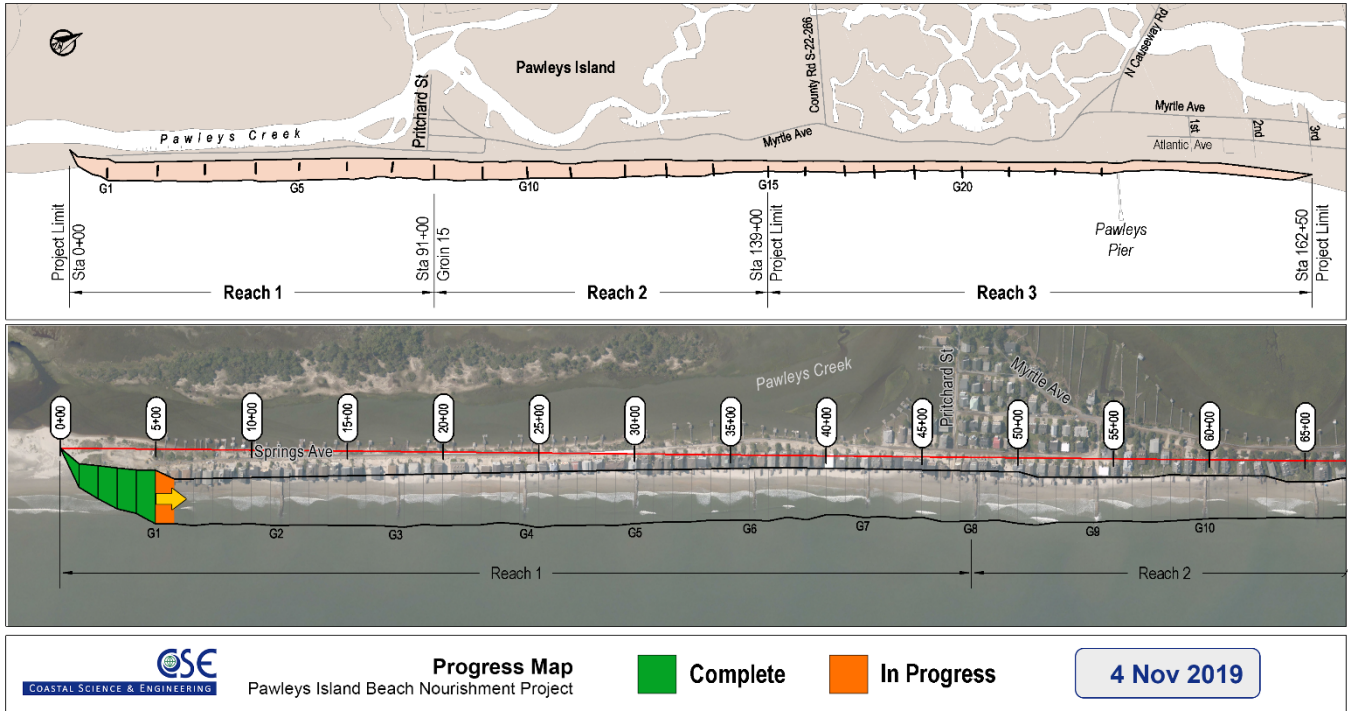 Pawleys Island
County Rd S-22-266
N Causeway Rd
Pritchard St
Pawleys Creek
Myrtle Ave
Myrtle Ave
1st
2nd
3rd
Atlantic Ave
G1
G5
G10
G15
G20
Pawleys
Pier
Project Limit
Sta 0+00
Sta 91+00
Groin 15
Sta 139+00
Project Limit
Sta 162+50
Project Limit
Reach 1
Reach 2
Reach 3
Pawleys Creek
Pritchard St
Myrtle Ave
0+00
5+00
10+00
15+00
20+00
25+00
30+00
35+00
40+00
45+00
50+00
55+00
60+00
65+00
Springs Ave
G1
G2
G3
G4
G5
G6
G7
G8
G9
G10
Reach 1
Reach 2
CSE
COASTAL SCIENCE & ENGINEERING
Progress Map
Pawleys Island Beach Nourishment Project
Complete
In Progress
4 Nov 2019